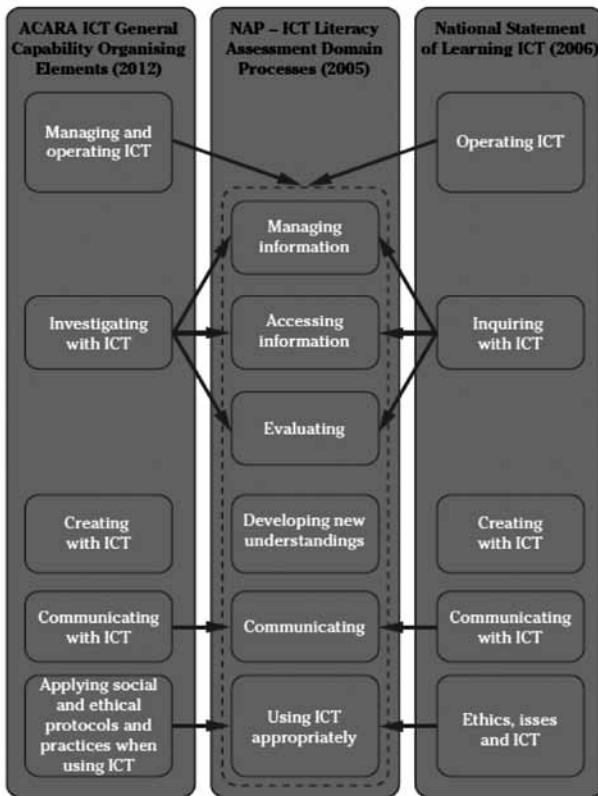 ACARA ICT General
Capability Organising
Elements (2012)
Managing and
operating ICT
Investigating
with ICT
Creating
with ICT
Communicating
with ICT
Applying social
and ethical
protocols and
practices when
using ICT
NAP – ICT Literacy
Assessment Domain
Processes (2005)
Managing
information
Accessing
information
Evaluating
Developing new
understandings
Communicating
Using ICT
appropriately
National Statement
of Learning ICT (2006)
Operating ICT
Inquiring
with ICT
Creating
with ICT
Communicating
with ICT
Ethics, isses
and ICT